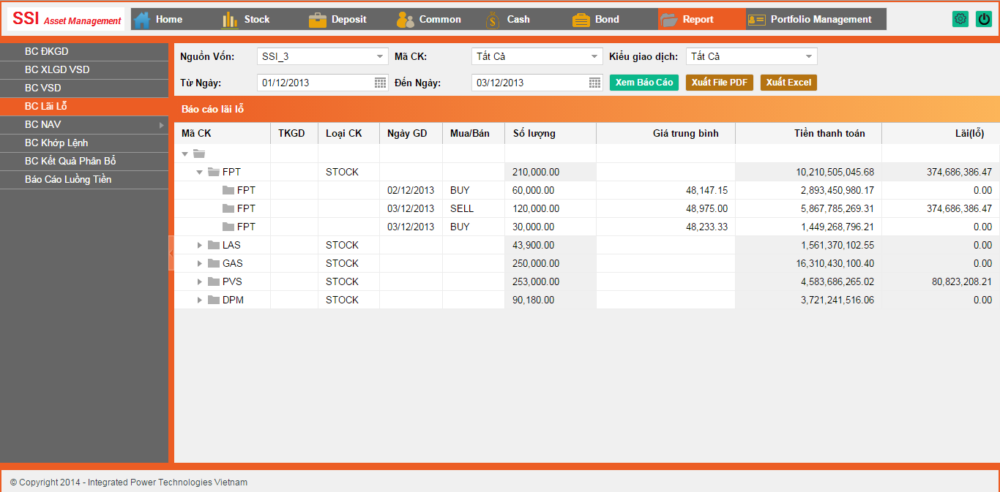 SSI Asset Management Home Stock Deposit Common Cash Bond Report Portfolio Management
BC ĐKGD
BC XLGD VSD
BC VSD
BC Lãi Lỗ
BC NAV
BC Khớp Lệnh
BC Kết Quả Phân Bổ
Báo Cáo Luồng Tiền
Nguồn Vốn: SSI_3 Mã CK: Tất Cả Kiểu giao dịch: Tất Cả
Từ Ngày: 01/12/2013 Đến Ngày: 03/12/2013 Xem Báo Cáo Xuất File PDF Xuất Excel
Báo cáo lãi lỗ
Mã CK TKGD Loại CK Ngày GD Mua/Bán Số lượng Giá trung bình Tiền thanh toán Lãi(lỗ)
FPT STOCK 210,000.00 10,210,505,045.68 374,686,386.47
FPT 02/12/2013 BUY 60,000.00 48,147.15 2,893,450,980.17 0.00
FPT 03/12/2013 SELL 120,000.00 48,975.00 5,867,785,269.31 374,686,386.47
FPT 03/12/2013 BUY 30,000.00 48,233.33 1,449,268,796.21 0.00
LAS STOCK 43,900.00 1,561,370,102.55 0.00
GAS STOCK 250,000.00 16,310,430,100.40 0.00
PVS STOCK 253,000.00 4,583,686,265.02 80,823,208.21
DPM STOCK 90,180.00 3,721,241,516.06 0.00
© Copyright 2014 - Integrated Power Technologies Vietnam